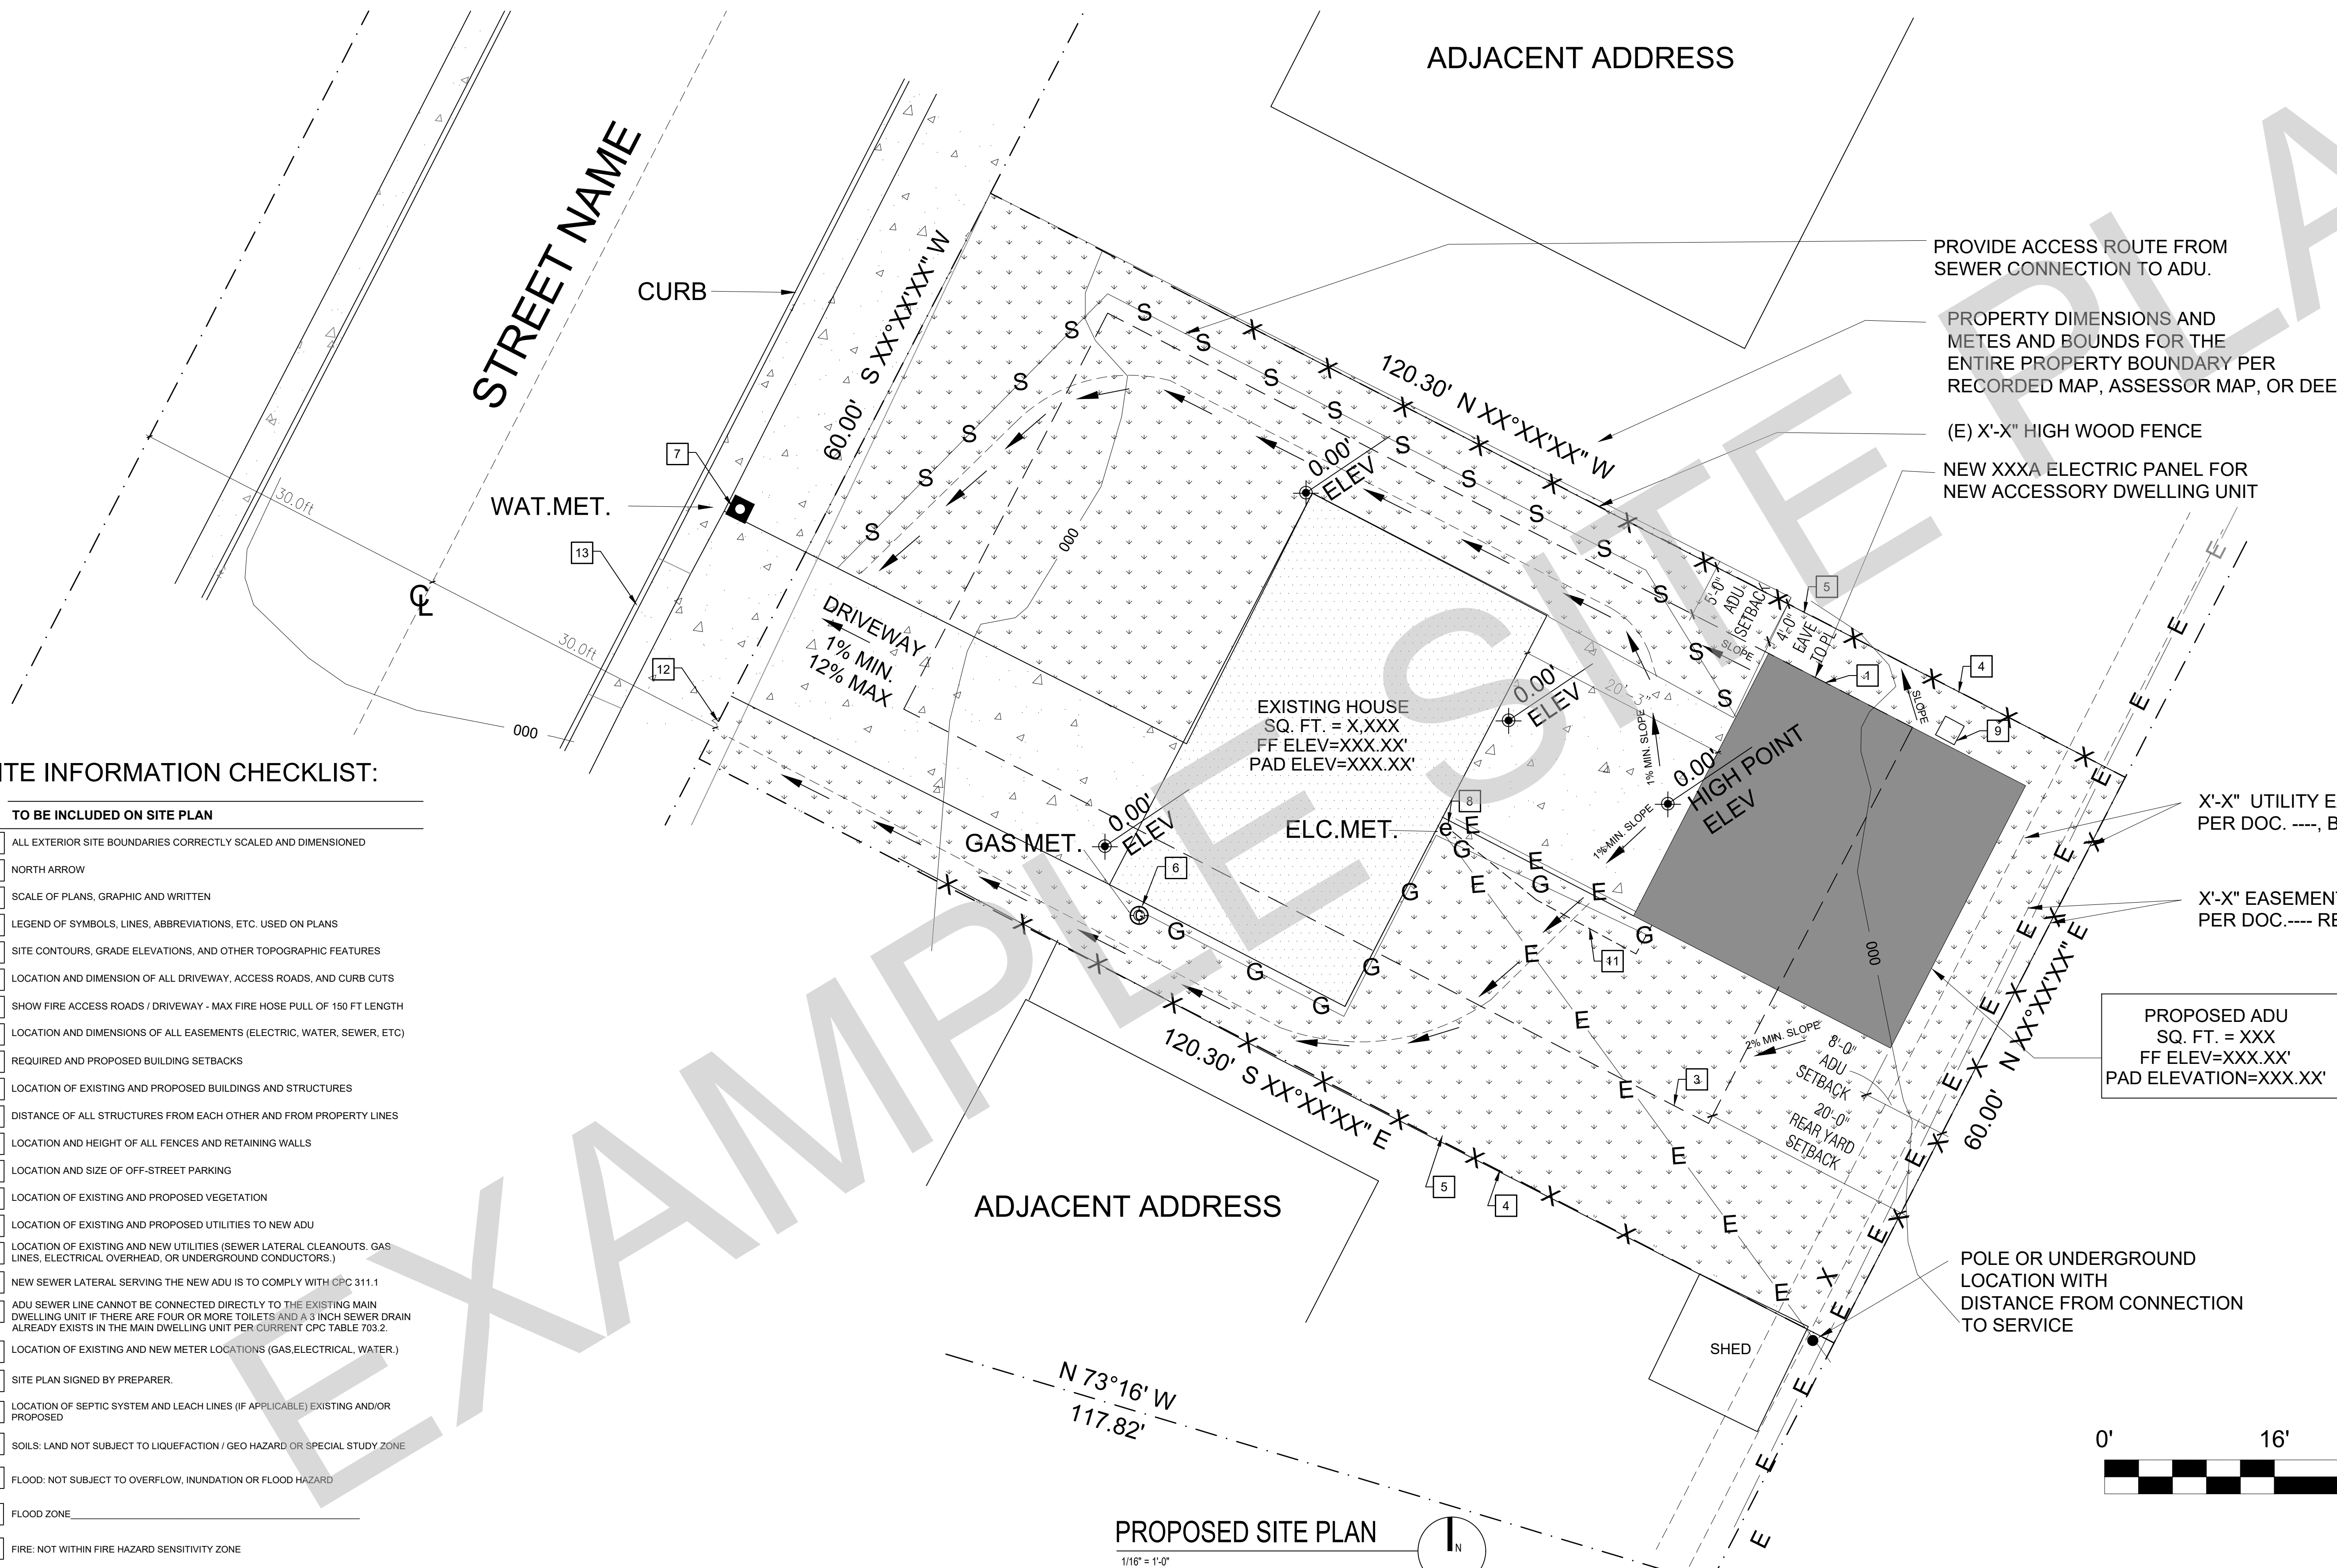 ADJACENT ADDRESS
STREET NAME
CURB
S XX°XX'XX" W
60.00'
7
WAT.MET.
13
30.0ft
30.0ft
CL
12
000
000
DRIVEWAY
1% MIN.
12% MAX
PROVIDE ACCESS ROUTE FROM
SEWER CONNECTION TO ADU.
PROPERTY DIMENSIONS AND
METES AND BOUNDS FOR THE
ENTIRE PROPERTY BOUNDARY PER
RECORDED MAP, ASSESSOR MAP, OR DEE
(E) X'-X" HIGH WOOD FENCE
NEW XXXA ELECTRIC PANEL FOR
NEW ACCESSORY DWELLING UNIT
120.30' N XX°XX'XX" W
0.00'
ELEV
5'-0"
ADU
SETBACK
4'-0"
EAVE
TO PL
SLOPE
5
1
4
9
SLOPE
20' - 3"
1% MIN. SLOPE
0.00'
ELEV
0.00'
HIGH POINT
ELEV
1% MIN. SLOPE
EXISTING HOUSE
SQ. FT. = X,XXX
FF ELEV=XXX.XX'
PAD ELEV=XXX.XX'
0.00'
ELEV
GAS MET.
6
G
ELC.MET.
8
e
11
000
2% MIN. SLOPE
3
8'-0"
ADU
SETBACK
20'-0"
REAR YARD
SETBACK
120.30' S XX°XX'XX" E
5
4
60.00' N XX°XX'XX" E
X'-X" UTILITY E
PER DOC. ----, B
X'-X" EASEMENT
PER DOC.---- RE
PROPOSED ADU
SQ. FT. = XXX
FF ELEV=XXX.XX'
PAD ELEVATION=XXX.XX'
POLE OR UNDERGROUND
LOCATION WITH
DISTANCE FROM CONNECTION
TO SERVICE
ADJACENT ADDRESS
SHED
N 73°16' W
117.82'
0' 16'
PROPOSED SITE PLAN
1/16" = 1'-0"
N
ITE INFORMATION CHECKLIST:
TO BE INCLUDED ON SITE PLAN
ALL EXTERIOR SITE BOUNDARIES CORRECTLY SCALED AND DIMENSIONED
NORTH ARROW
SCALE OF PLANS, GRAPHIC AND WRITTEN
LEGEND OF SYMBOLS, LINES, ABBREVIATIONS, ETC. USED ON PLANS
SITE CONTOURS, GRADE ELEVATIONS, AND OTHER TOPOGRAPHIC FEATURES
LOCATION AND DIMENSION OF ALL DRIVEWAY, ACCESS ROADS, AND CURB CUTS
SHOW FIRE ACCESS ROADS / DRIVEWAY - MAX FIRE HOSE PULL OF 150 FT LENGTH
LOCATION AND DIMENSIONS OF ALL EASEMENTS (ELECTRIC, WATER, SEWER, ETC)
REQUIRED AND PROPOSED BUILDING SETBACKS
LOCATION OF EXISTING AND PROPOSED BUILDINGS AND STRUCTURES
DISTANCE OF ALL STRUCTURES FROM EACH OTHER AND FROM PROPERTY LINES
LOCATION AND HEIGHT OF ALL FENCES AND RETAINING WALLS
LOCATION AND SIZE OF OFF-STREET PARKING
LOCATION OF EXISTING AND PROPOSED VEGETATION
LOCATION OF EXISTING AND PROPOSED UTILITIES TO NEW ADU
LOCATION OF EXISTING AND NEW UTILITIES (SEWER LATERAL CLEANOUTS. GAS
LINES, ELECTRICAL OVERHEAD, OR UNDERGROUND CONDUCTORS.)
NEW SEWER LATERAL SERVING THE NEW ADU IS TO COMPLY WITH CPC 311.1
ADU SEWER LINE CANNOT BE CONNECTED DIRECTLY TO THE EXISTING MAIN
DWELLING UNIT IF THERE ARE FOUR OR MORE TOILETS AND A 3 INCH SEWER DRAIN
ALREADY EXISTS IN THE MAIN DWELLING UNIT PER CURRENT CPC TABLE 703.2.
LOCATION OF EXISTING AND NEW METER LOCATIONS (GAS,ELECTRICAL, WATER.)
SITE PLAN SIGNED BY PREPARER.
LOCATION OF SEPTIC SYSTEM AND LEACH LINES (IF APPLICABLE) EXISTING AND/OR
PROPOSED
SOILS: LAND NOT SUBJECT TO LIQUEFACTION / GEO HAZARD OR SPECIAL STUDY ZONE
FLOOD: NOT SUBJECT TO OVERFLOW, INUNDATION OR FLOOD HAZARD
FLOOD ZONE
FIRE: NOT WITHIN FIRE HAZARD SENSITIVITY ZONE
EXAMPLE SITE PLA